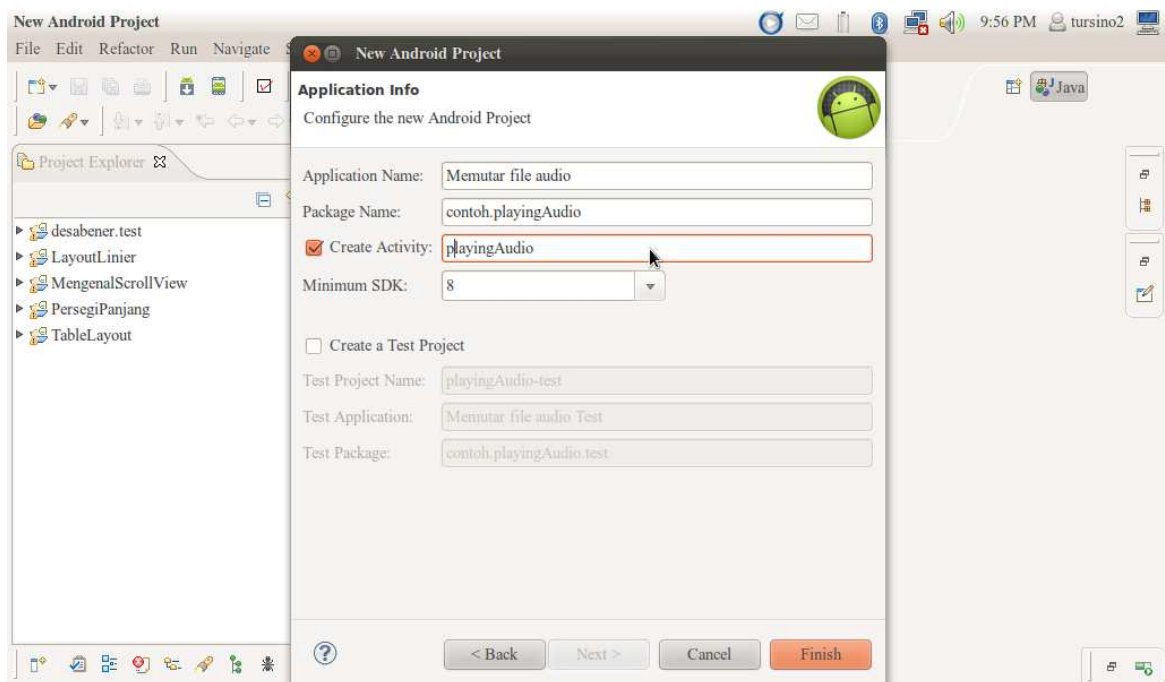 New Android Project
9:56 PM tursino2
File Edit Refactor Run Navigate
New Android Project
Java
Application Info
Configure the new Android Project
Project Explorer
desabener.test
LayoutLinier
MengenalScrollView
PersegiPanjang
TableLayout
Application Name: Memutar file audio
Package Name: contoh.playingAudio
Create Activity: playingAudio
Minimum SDK: 8
Create a Test Project
Test Project Name: playingAudio-test
Test Application: Memutar file audio Test
Test Package: contoh.playingAudio.test
< Back Next > Cancel Finish